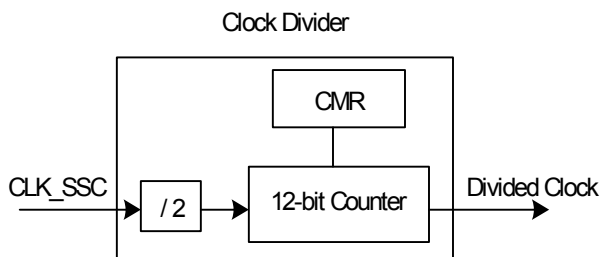 Clock Divider
CMR
CLK_SSC
/ 2
12-bit Counter
Divided Clock